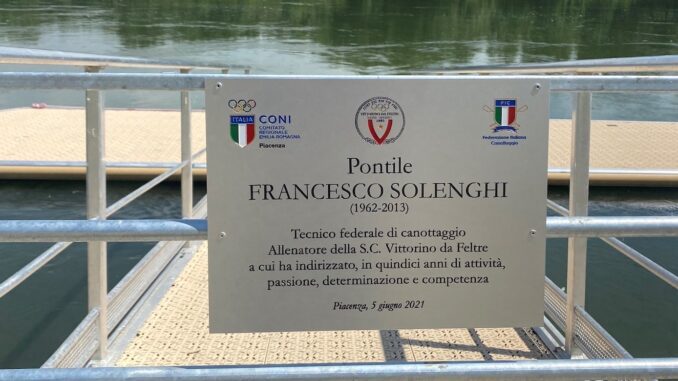 ITALIA
CONI
COMITATO
REGIONALE
EMILIA ROMAGNA
Piacenza
F.I.C.
Federazione Italiana
Canottaggio
Pontile
FRANCESCO SOLENGHI
(1962-2013)
Tecnico federale di canottaggio
Allenatore della S.C. Vittorino da Feltre
a cui ha indirizzato, in quindici anni di attività,
passione, determinazione e competenza
Piacenza, 5 giugno 2021